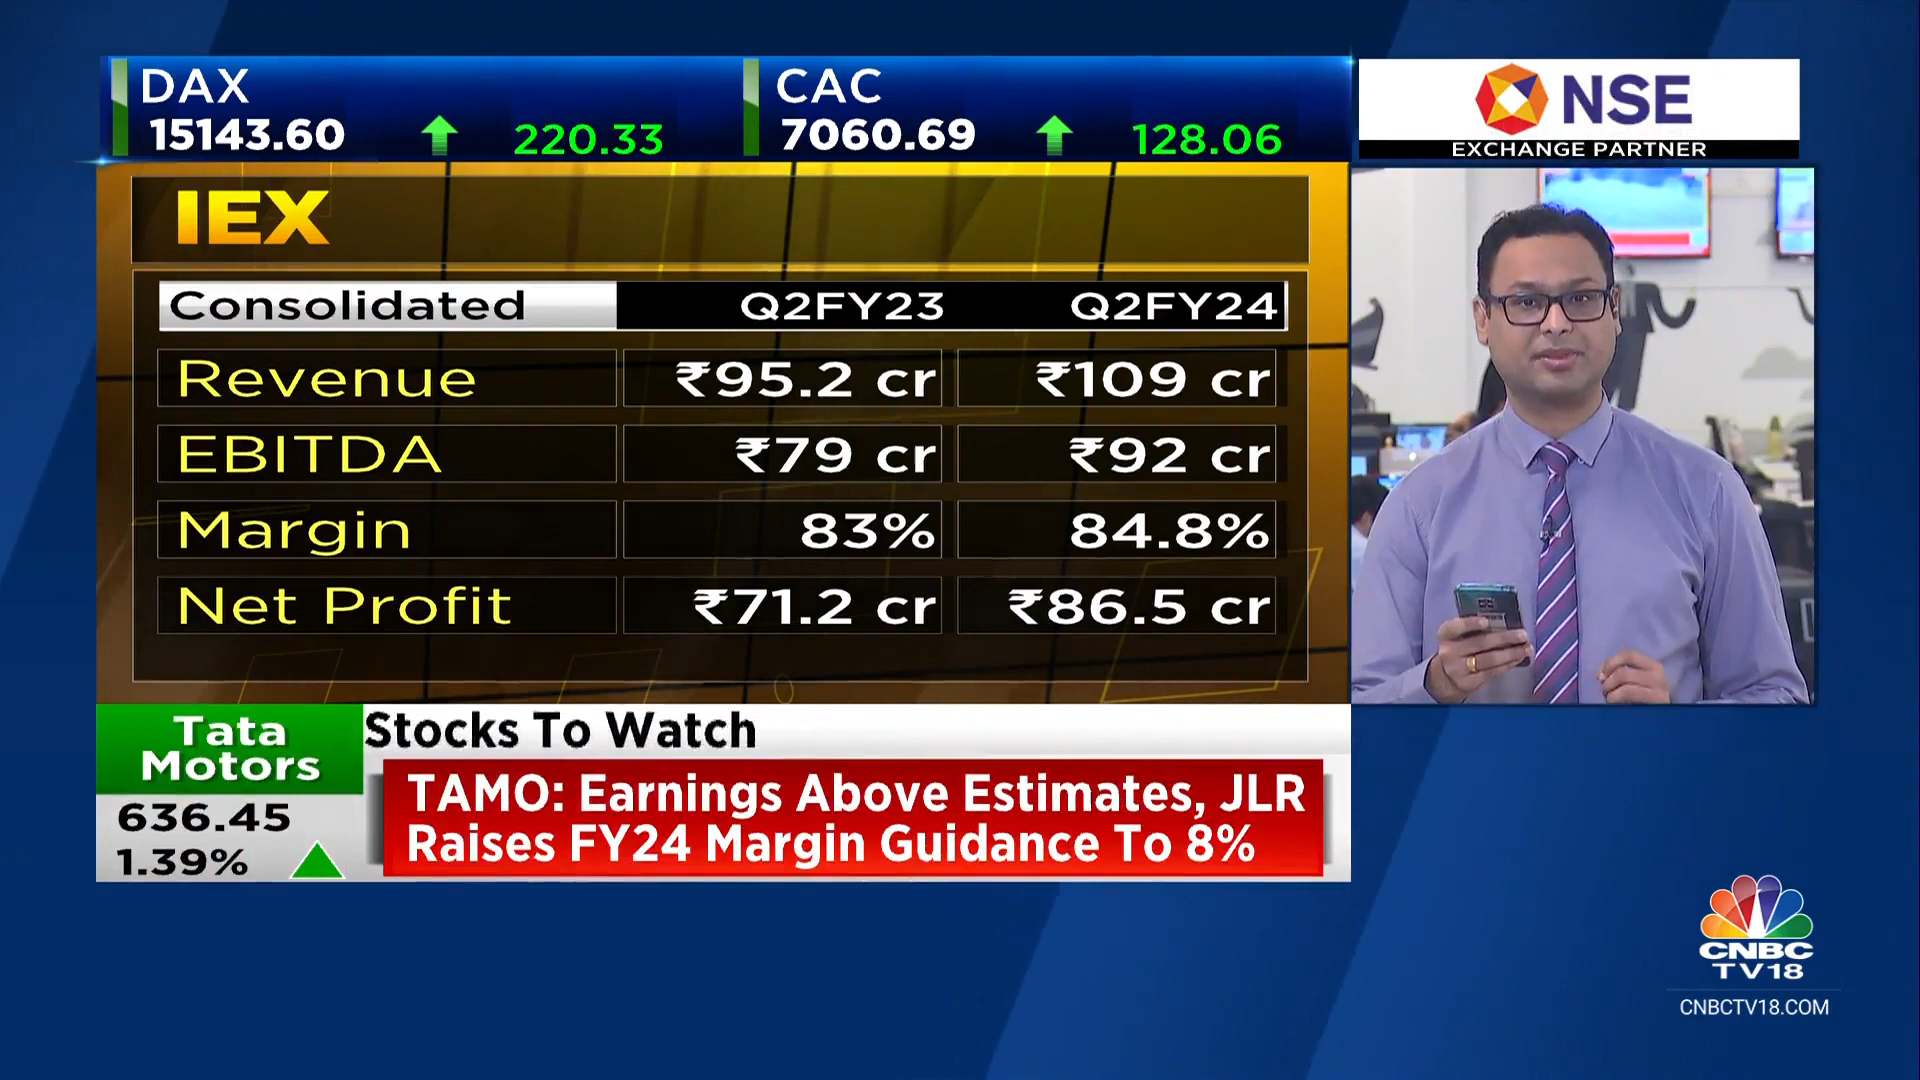 DAX
15143.60 220.33
CAC
7060.69 128.06
NSE
EXCHANGE PARTNER
IEX
Consolidated Q2FY23 Q2FY24
Revenue ₹95.2 cr ₹109 cr
EBITDA ₹79 cr ₹92 cr
Margin 83% 84.8%
Net Profit ₹71.2 cr ₹86.5 cr
Tata
Motors
636.45
1.39%
Stocks To Watch
TAMO: Earnings Above Estimates, JLR
Raises FY24 Margin Guidance To 8%
CNBC
TV18
CNBCTV18.COM